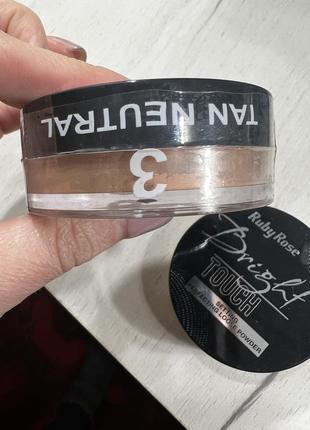 TAN NEUTRAL
3
Ruby Rose
Bright
TOUCH
SETTING
PERFECTING LOOSE POWDER